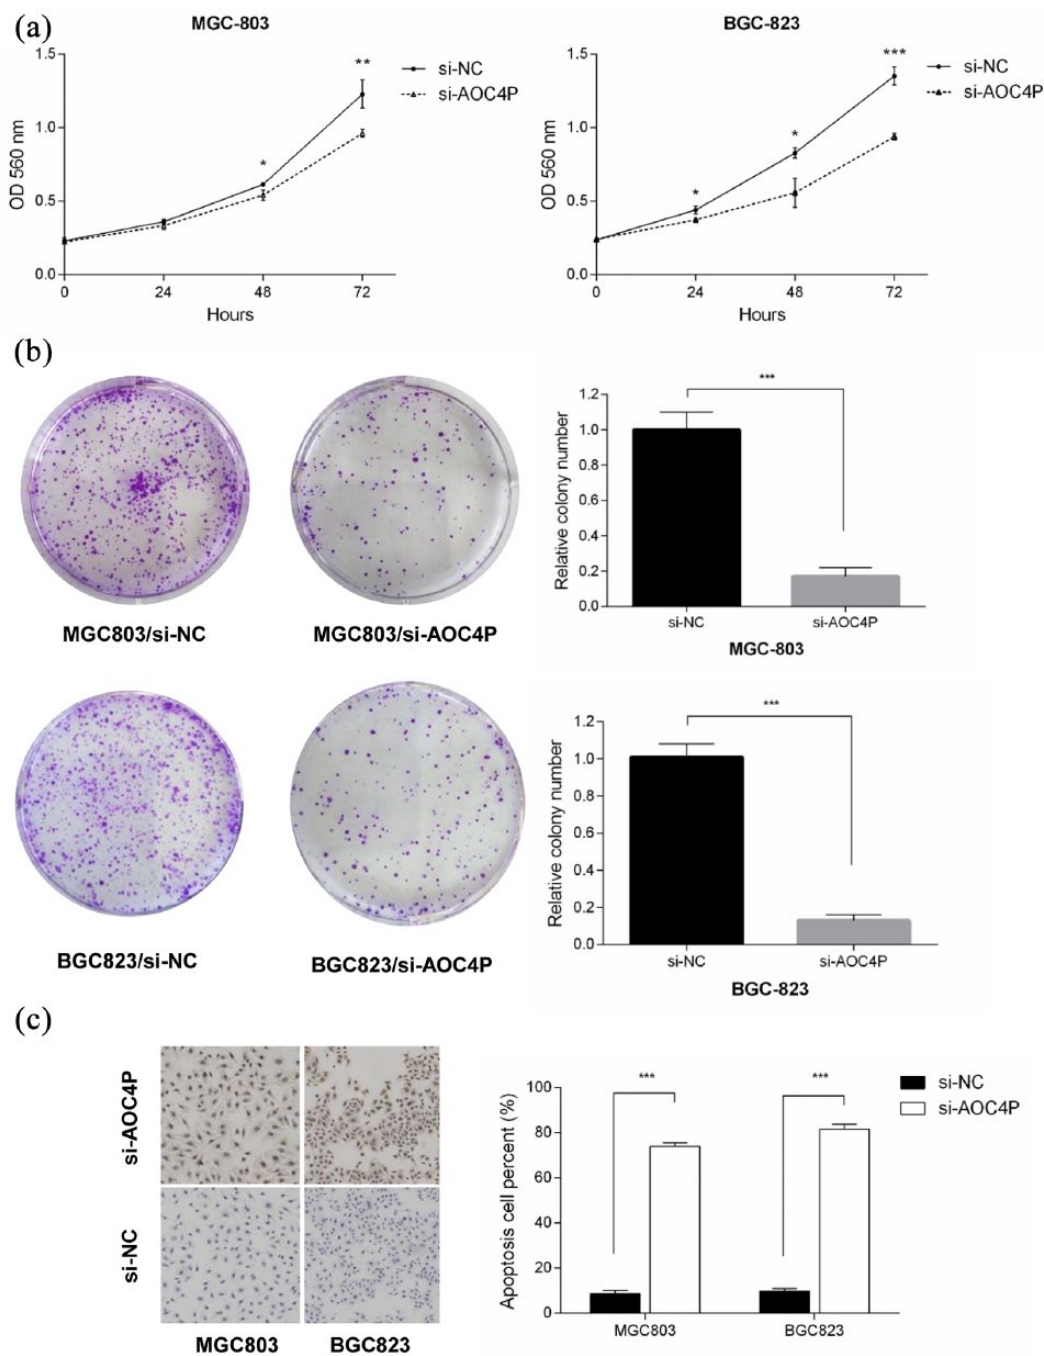 (a)
MGC-803
1.5
1.0
0.5
0.0
OD 560 nm
*
**
0 24 48 72
Hours
si-NC
si-AOC4P
BGC-823
1.5
1.0
0.5
0.0
OD 560 nm
*
*
***
0 24 48 72
Hours
si-NC
si-AOC4P
(b)
MGC803/si-NC
MGC803/si-AOC4P
***
1.2
1.0
0.8
0.6
0.4
0.2
0.0
Relative colony number
si-NC si-AOC4P
MGC-803
BGC823/si-NC
BGC823/si-AOC4P
***
1.2
1.0
0.8
0.6
0.4
0.2
0.0
Relative colony number
si-NC si-AOC4P
BGC-823
(c)
si-AOC4P
si-NC
MGC803 BGC823
*** ***
100
80
60
40
20
0
Apoptosis cell percent (%)
MGC803 BGC823
si-NC
si-AOC4P